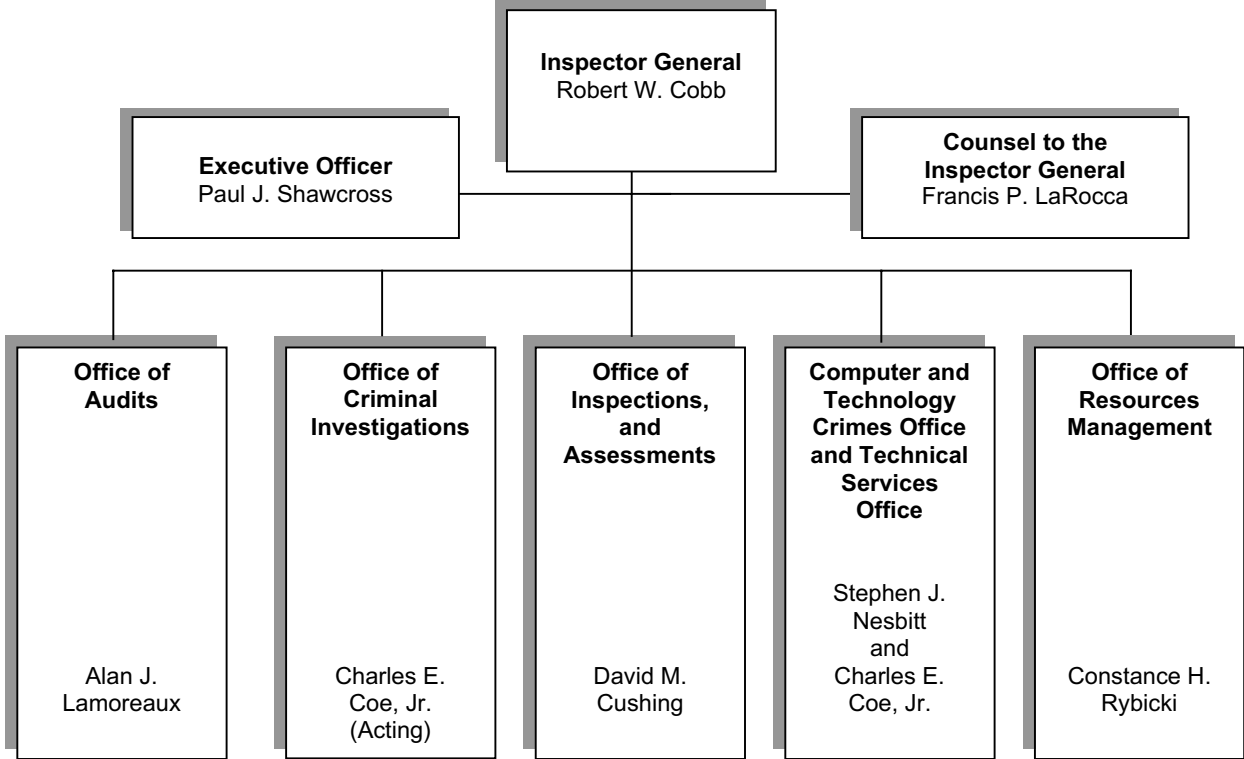 Inspector General
Robert W. Cobb
Executive Officer
Paul J. Shawcross
Counsel to the
Inspector General
Francis P. LaRocca
Office of
Audits
Alan J.
Lamoreaux
Office of
Criminal
Investigations
Charles E.
Coe, Jr.
(Acting)
Office of
Inspections,
and
Assessments
David M.
Cushing
Computer and
Technology
Crimes Office
and Technical
Services
Office
Stephen J.
Nesbitt
and
Charles E.
Coe, Jr.
Office of
Resources
Management
Constance H.
Rybicki